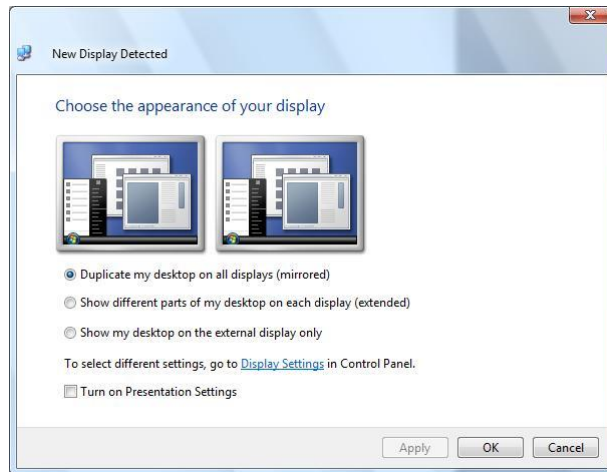 New Display Detected
Choose the appearance of your display
Duplicate my desktop on all displays (mirrored)
Show different parts of my desktop on each display (extended)
Show my desktop on the external display only
To select different settings, go to Display Settings in Control Panel.
Turn on Presentation Settings
Apply OK Cancel